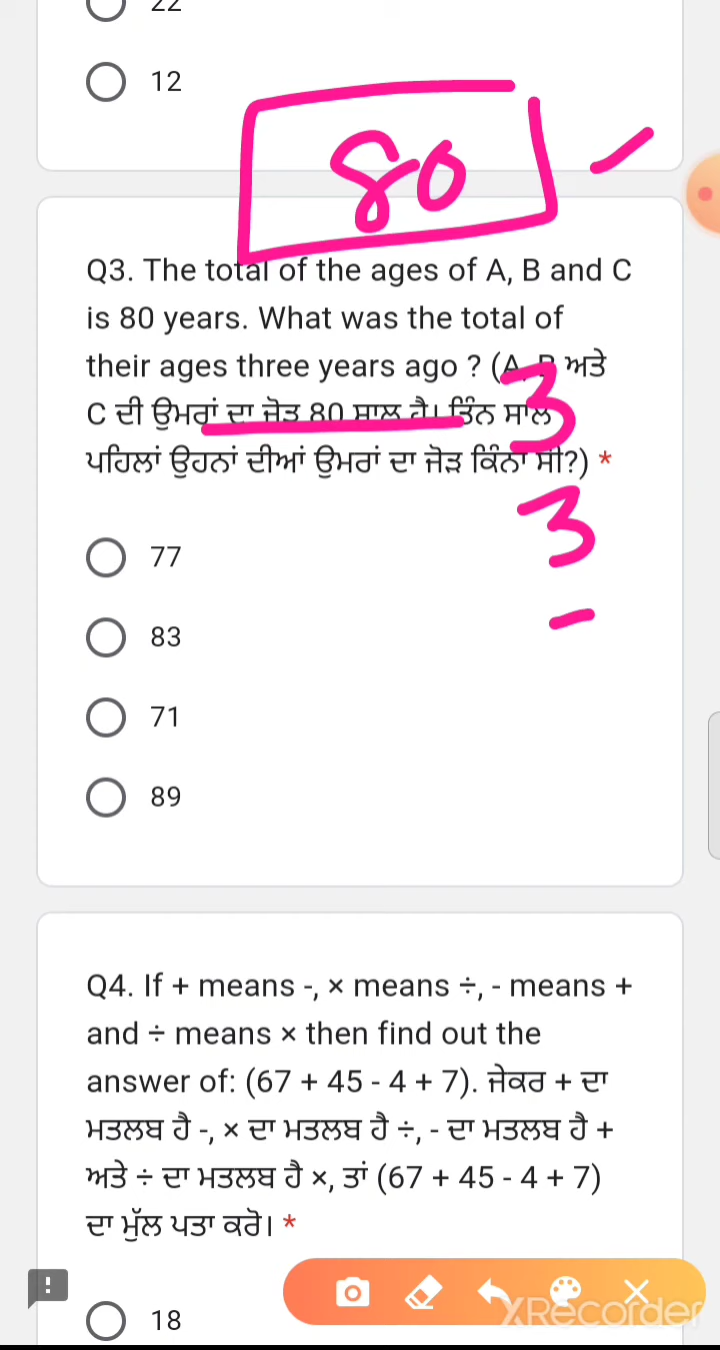 22
12
80
Q3. The total of the ages of A, B and C
is 80 years. What was the total of
their ages three years ago ? (A, B ਅਤੇ
C ਦੀ ਉਮਰਾਂ ਦਾ ਜੋੜ 80 ਸਾਲ ਹੈ। ਤਿੰਨ ਸਾਲ
3
ਪਹਿਲਾਂ ਉਹਨਾਂ ਦੀਆਂ ਉਮਰਾਂ ਦਾ ਜੋੜ ਕਿੰਨਾ ਸੀ?) *
3
77
83
71
89
Q4. If + means -, × means ÷, - means +
and ÷ means × then find out the
answer of: (67 + 45 - 4 + 7). ਜੇਕਰ + ਦਾ
ਮਤਲਬ ਹੈ -, × ਦਾ ਮਤਲਬ ਹੈ ÷, - ਦਾ ਮਤਲਬ ਹੈ +
ਅਤੇ ÷ ਦਾ ਮਤਲਬ ਹੈ ×, ਤਾਂ (67 + 45 - 4 + 7)
ਦਾ ਮੁੱਲ ਪਤਾ ਕਰੋ। *
18
XRecorder